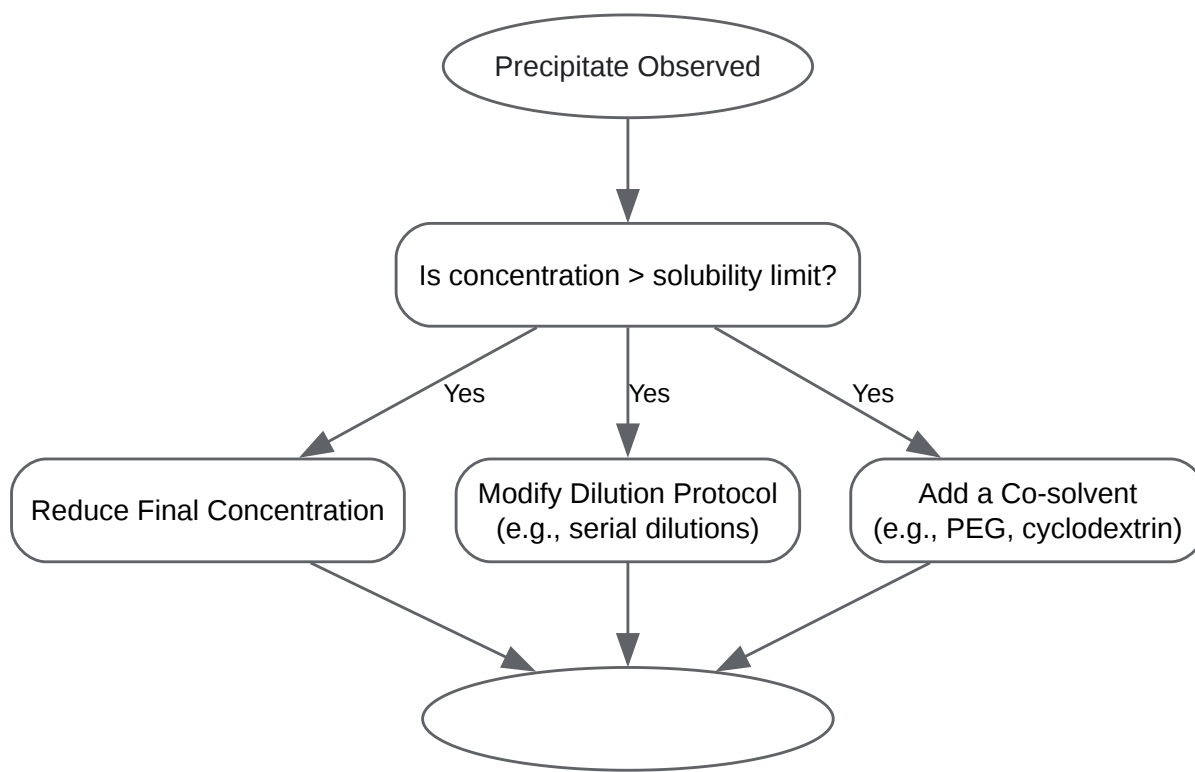 Precipitate Observed
Is concentration > solubility limit?
Yes
Yes
Yes
Reduce Final Concentration
Modify Dilution Protocol
(e.g., serial dilutions)
Add a Co-solvent
(e.g., PEG, cyclodextrin)